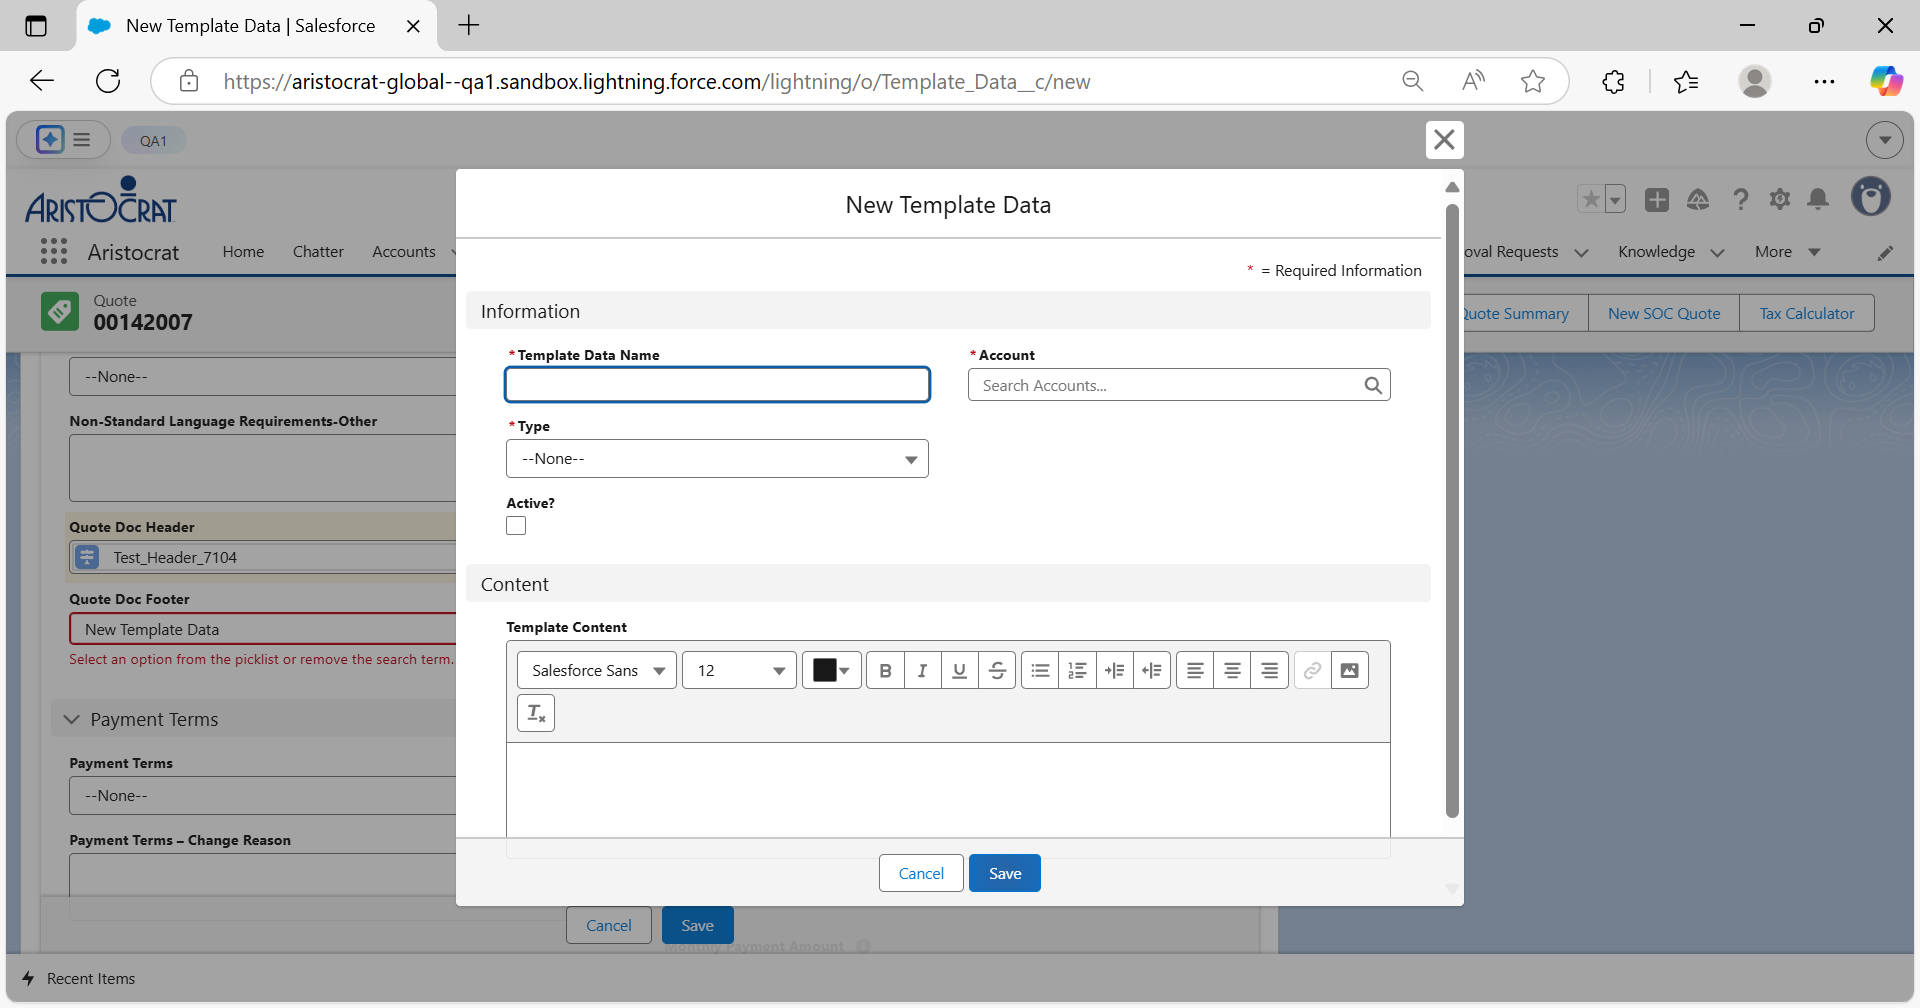 New Template Data | Salesforce
https://aristocrat-global--qa1.sandbox.lightning.force.com/lightning/o/Template_Data__c/new
QA1
ARISTOCRAT
Aristocrat
Home
Chatter
Accounts
oval Requests
Knowledge
More
Quote
00142007
Quote Summary
New SOC Quote
Tax Calculator
--None--
Non-Standard Language Requirements-Other
Quote Doc Header
Test_Header_7104
Quote Doc Footer
New Template Data
Select an option from the picklist or remove the search term.
Payment Terms
Payment Terms
--None--
Payment Terms – Change Reason
Cancel
Save
Monthly Payment Amount
Recent Items
New Template Data
* = Required Information
Information
*Template Data Name
*Account
Search Accounts...
*Type
--None--
Active?
Content
Template Content
Salesforce Sans
12
B I U S
Cancel
Save